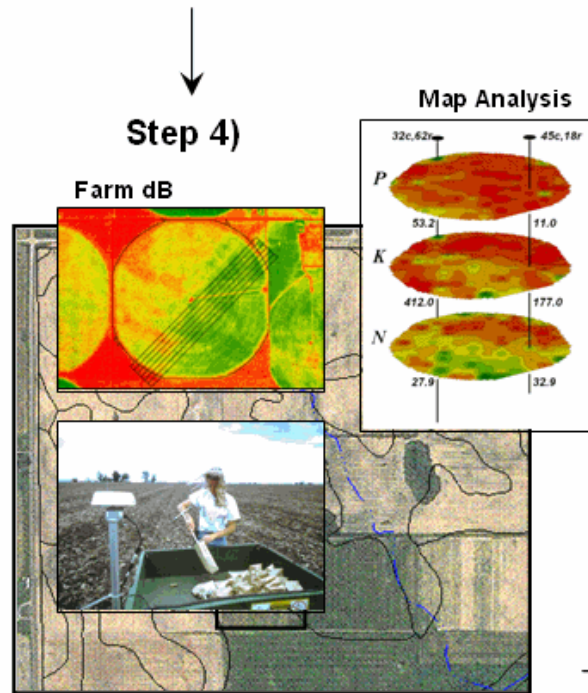 Step 4)
Map Analysis
Farm dB
32c,62r 45c,18r
P
53.2 11.0
K
412.0 177.0
N
27.9 32.9